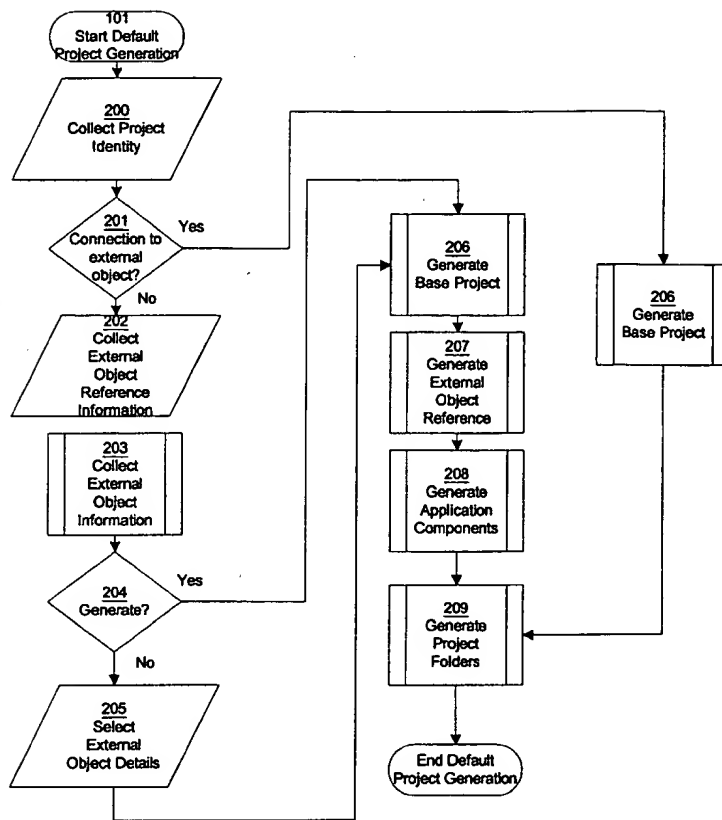 101
Start Default
Project Generation
200
Collect Project
Identity
201
Connection to
external
object?
Yes
No
202
Collect
External
Object
Reference
Information
203
Collect
External
Object
Information
204
Generate?
Yes
No
205
Select
External
Object Details
206
Generate
Base Project
207
Generate
External
Object
Reference
208
Generate
Application
Components
209
Generate
Project
Folders
End Default
Project Generation
206
Generate
Base Project